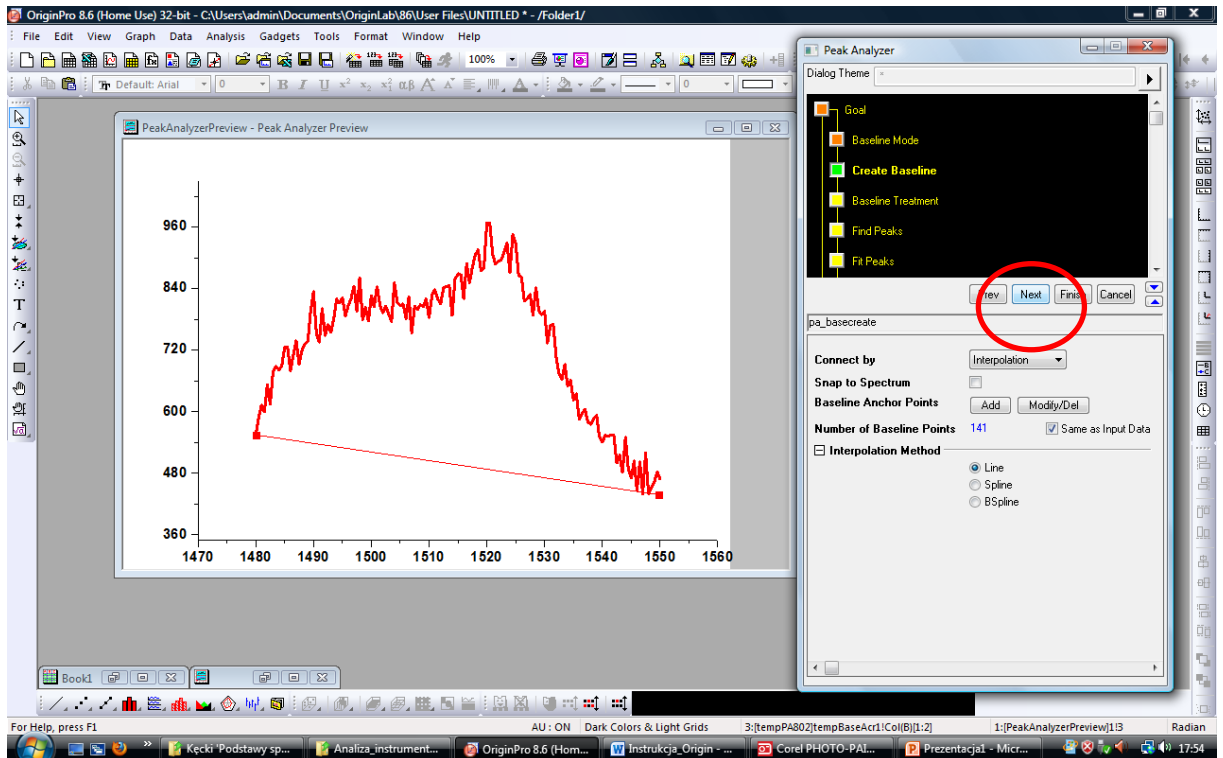 OriginPro 8.6 (Home Use) 32-bit - C:\Users\admin\Documents\OriginLab\86\User Files\UNTITLED * - /Folder1/
File Edit View Graph Data Analysis Gadgets Tools Format Window Help
100%
Default: Arial 0 B I U 0
PeakAnalyzerPreview - Peak Analyzer Preview
960
840
720
600
480
360
1470 1480 1490 1500 1510 1520 1530 1540 1550 1560
Peak Analyzer
Dialog Theme *
Goal
Baseline Mode
Create Baseline
Baseline Treatment
Find Peaks
Fit Peaks
Prev Next Finish Cancel
pa_basecreate
Connect by Interpolation
Snap to Spectrum
Baseline Anchor Points Add Modify/Del
Number of Baseline Points 141 Same as Input Data
Interpolation Method
Line
Spline
BSpline
Book1
For Help, press F1 AU : ON Dark Colors & Light Grids 3:[tempPA802]tempBaseAcr1!Col(B)[1:2] 1:[PeakAnalyzerPreview]1!3 Radian
Kęcki 'Podstawy sp... Analiza_instrument... OriginPro 8.6 (Hom... Instrukcja_Origin - ... Corel PHOTO-PAI... Prezentacja1 - Micr... 17:54